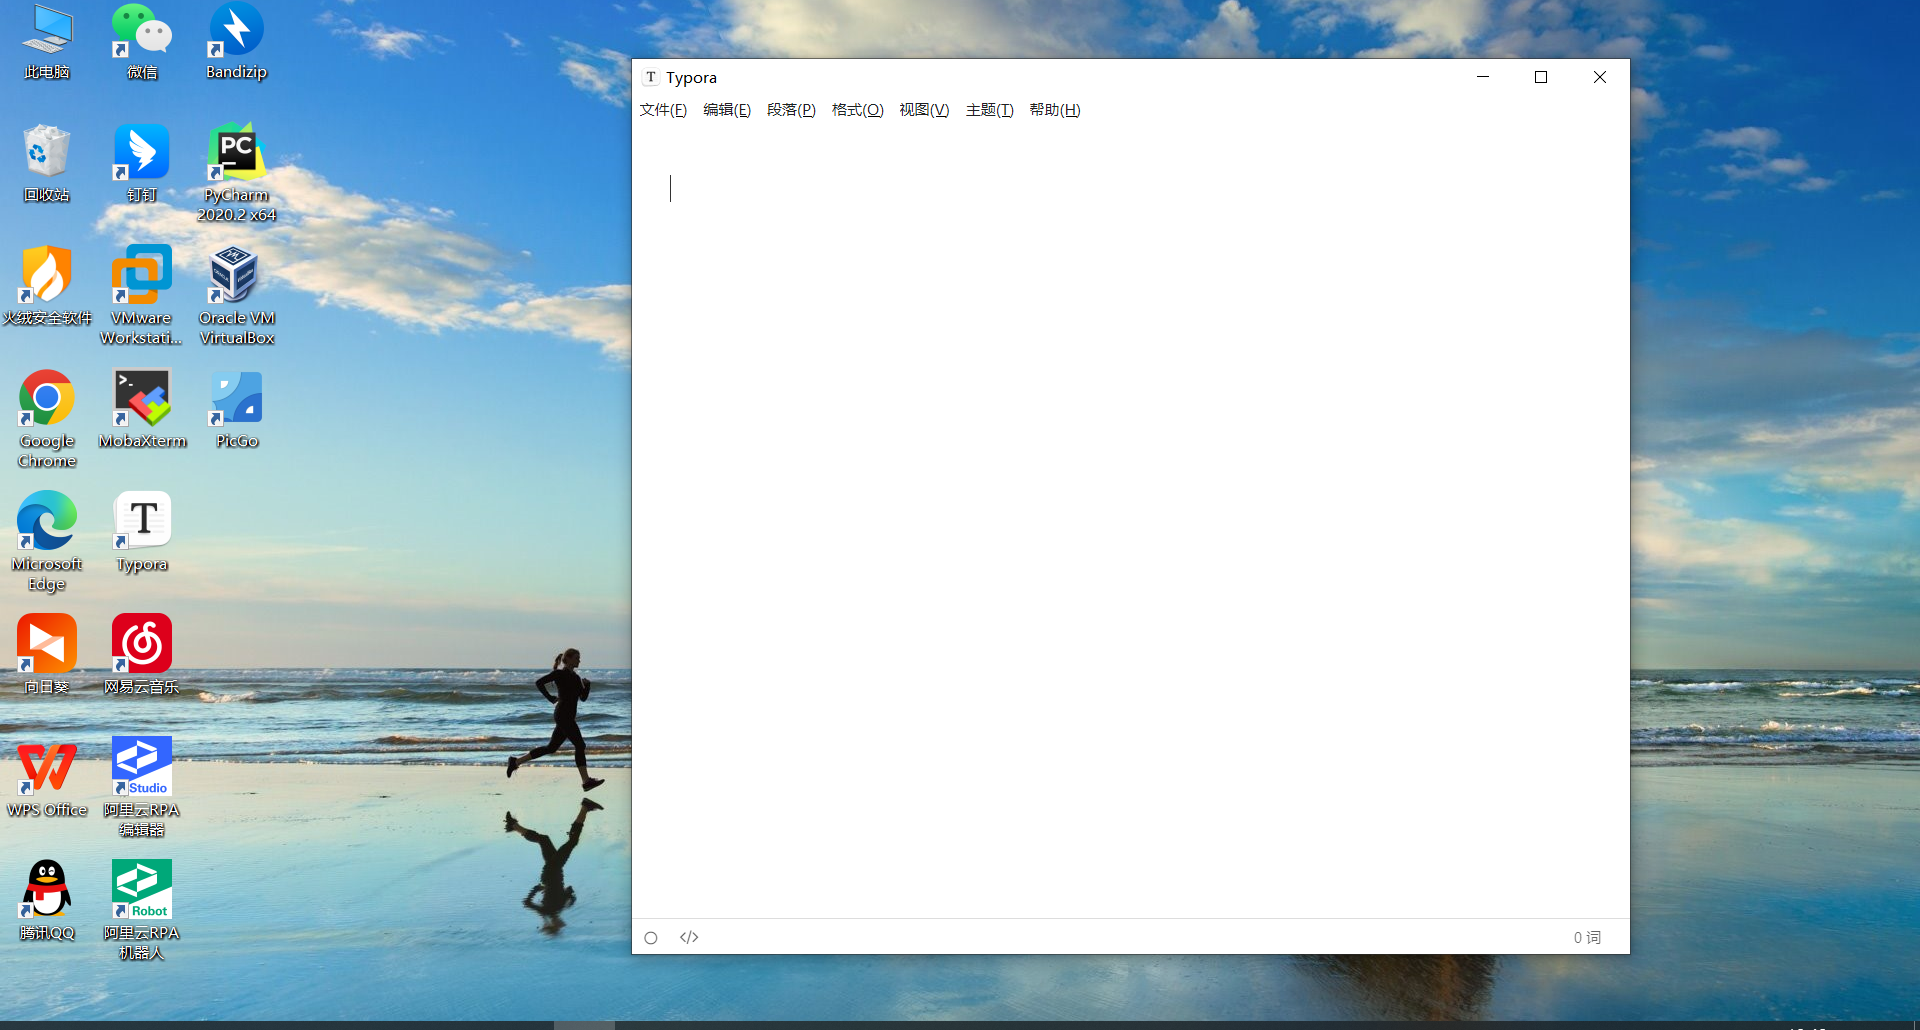 此电脑
微信
Bandizip
回收站
钉钉
PC
PyCharm
2020.2 x64
火绒安全软件
VMware
Workstati...
Oracle VM
VirtualBox
Google
Chrome
>_
MobaXterm
PicGo
Microsoft
Edge
T
Typora
向日葵
网易云音乐
WPS Office
Studio
阿里云RPA
编辑器
腾讯QQ
Robot
阿里云RPA
机器人
T Typora
文件(F) 编辑(E) 段落(P) 格式(O) 视图(V) 主题(T) 帮助(H)
</> 0 词